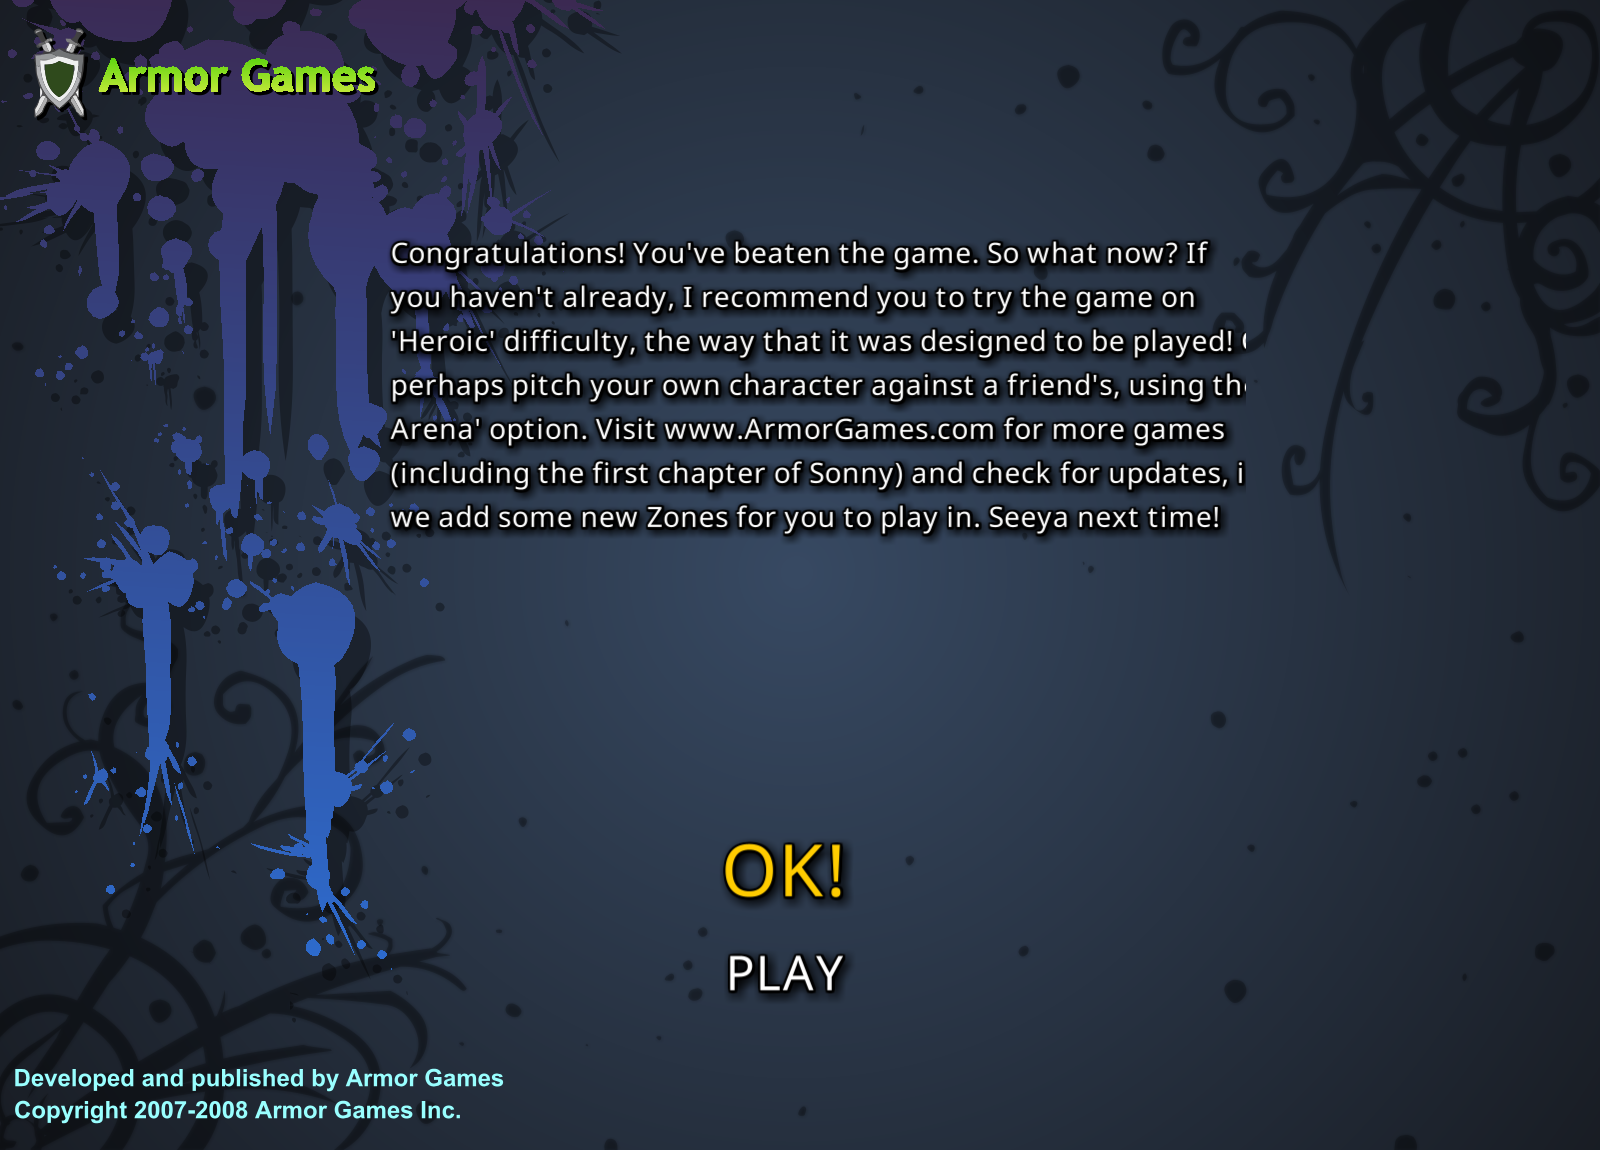 Armor Games
Congratulations! You've beaten the game. So what now? If
you haven't already, I recommend you to try the game on
'Heroic' difficulty, the way that it was designed to be played!
perhaps pitch your own character against a friend's, using
Arena' option. Visit www.ArmorGames.com for more games
(including the first chapter of Sonny) and check for updates,
we add some new Zones for you to play in. Seeya next time!
OK!
PLAY
Developed and published by Armor Games
Copyright 2007-2008 Armor Games Inc.